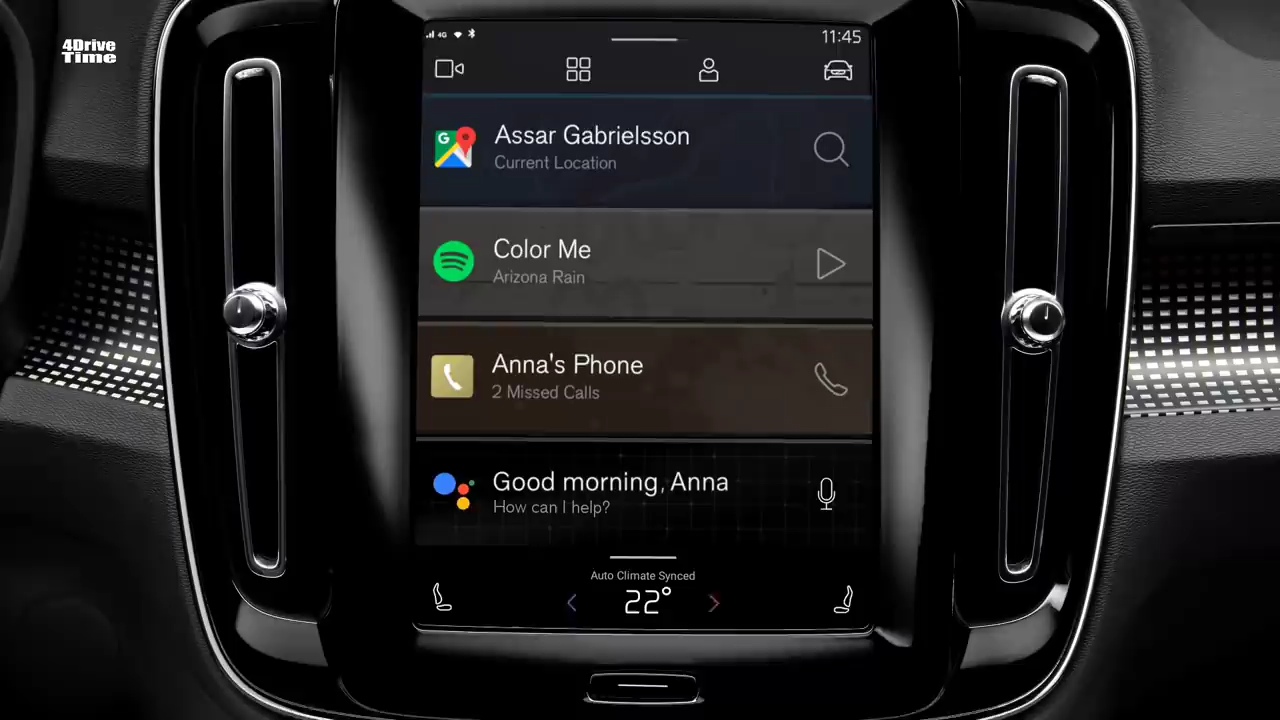 4Drive
Time
4G
11:45
G
Assar Gabrielsson
Current Location
Color Me
Arizona Rain
Anna's Phone
2 Missed Calls
Good morning, Anna
How can I help?
Auto Climate Synced
22°